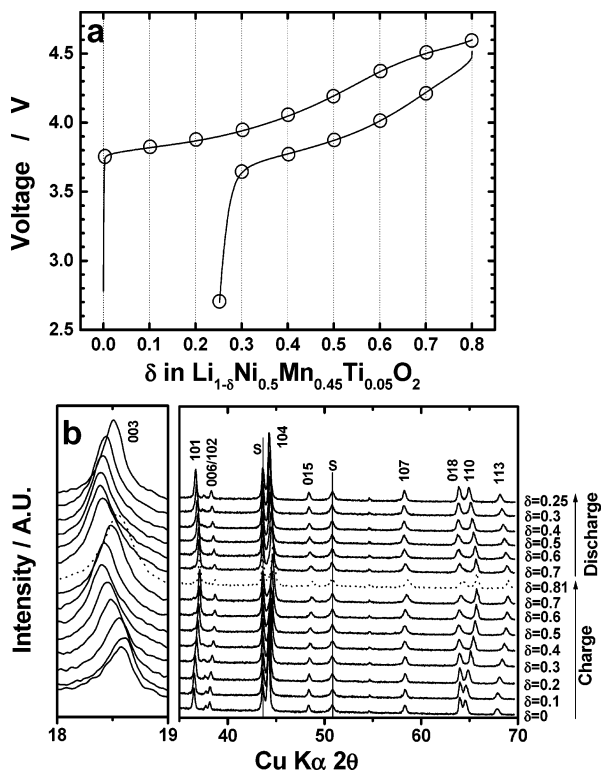 a
4.5
4.0
3.5
3.0
2.5
Voltage / V
0.0 0.1 0.2 0.3 0.4 0.5 0.6 0.7 0.8
δ in Li₁₋δNi₀.₅Mn₀.₄₅Ti₀.₀₅O₂
b
003
101
006/102
S
104
015
S
107
018
110
113
δ=0.25
δ=0.3
δ=0.4
δ=0.5
δ=0.6
δ=0.7
δ=0.81
δ=0.7
δ=0.6
δ=0.5
δ=0.4
δ=0.3
δ=0.2
δ=0.1
δ=0
Discharge
Charge
Intensity / A.U.
18 19 40 50 60 70
Cu Kα 2θ